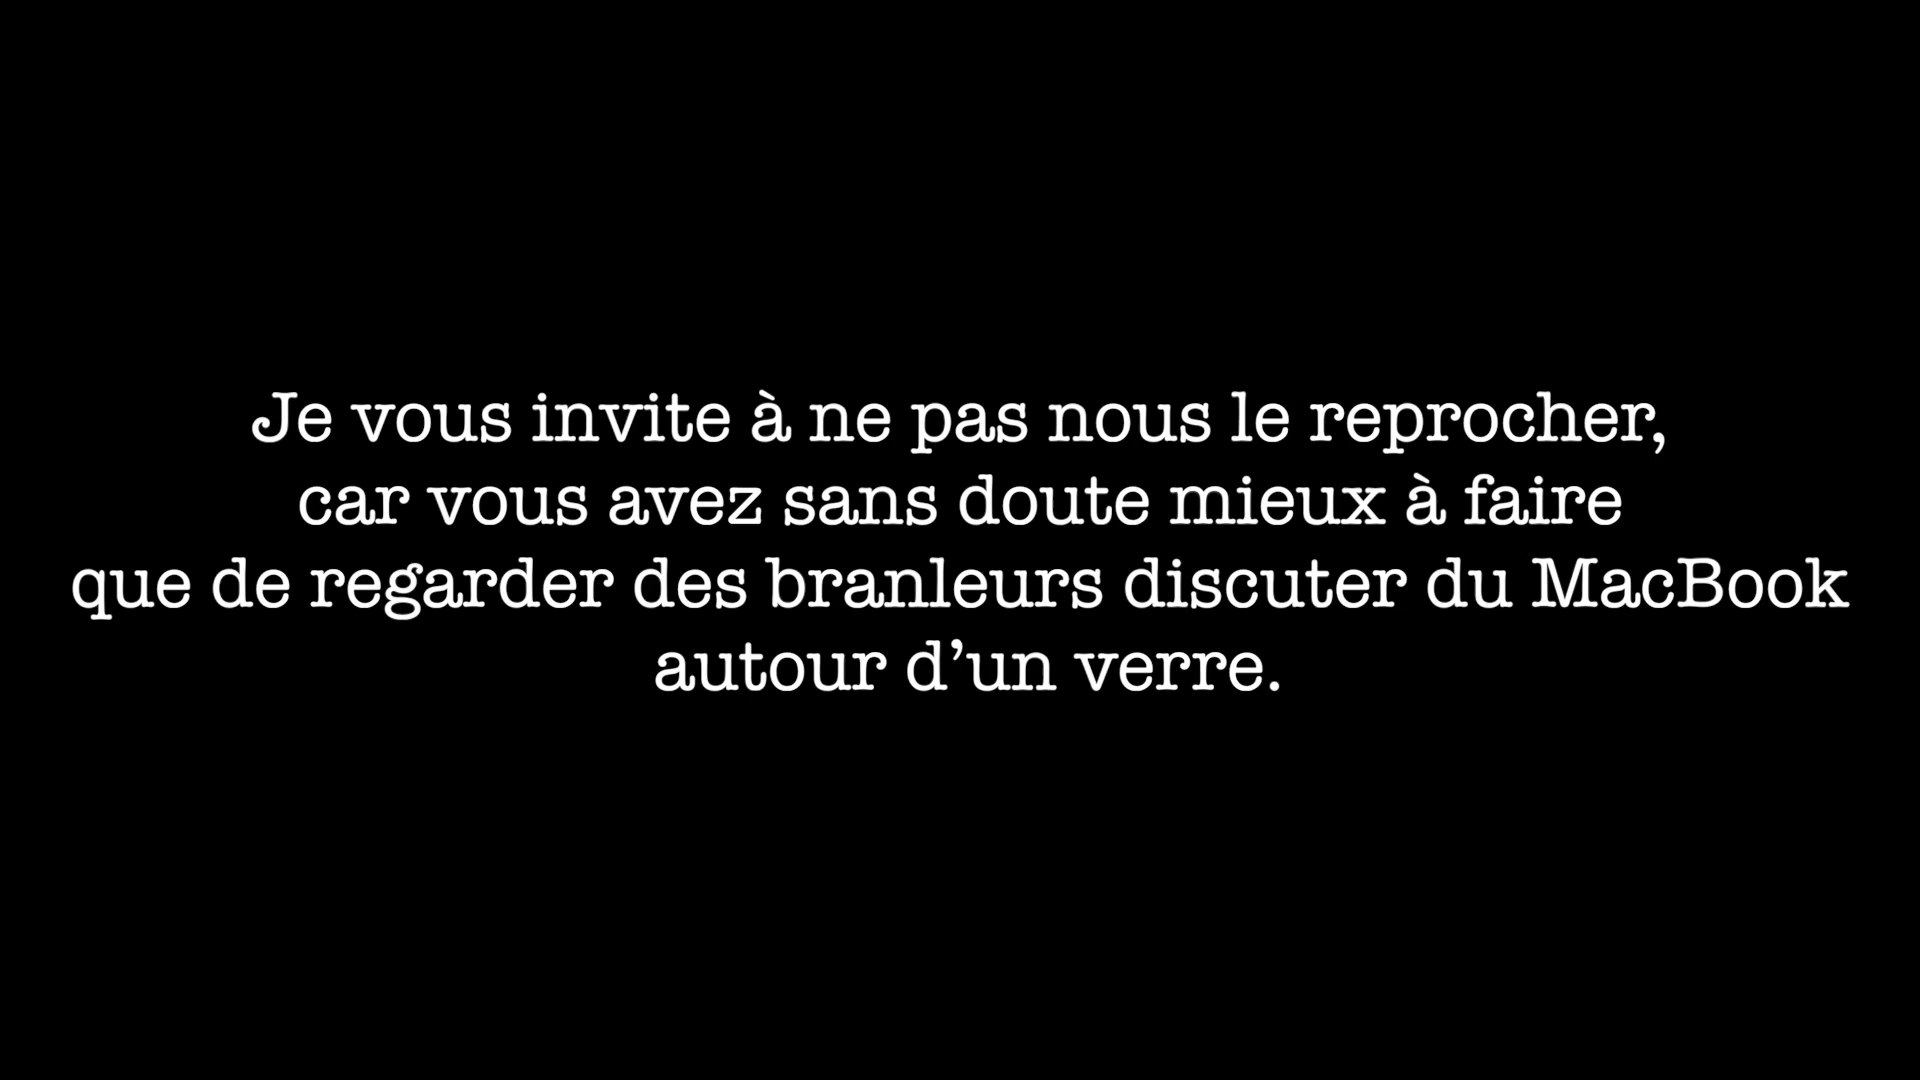 Je vous invite à ne pas nous le reprocher,
car vous avez sans doute mieux à faire
que de regarder des branleurs discuter du MacBook
autour d’un verre.